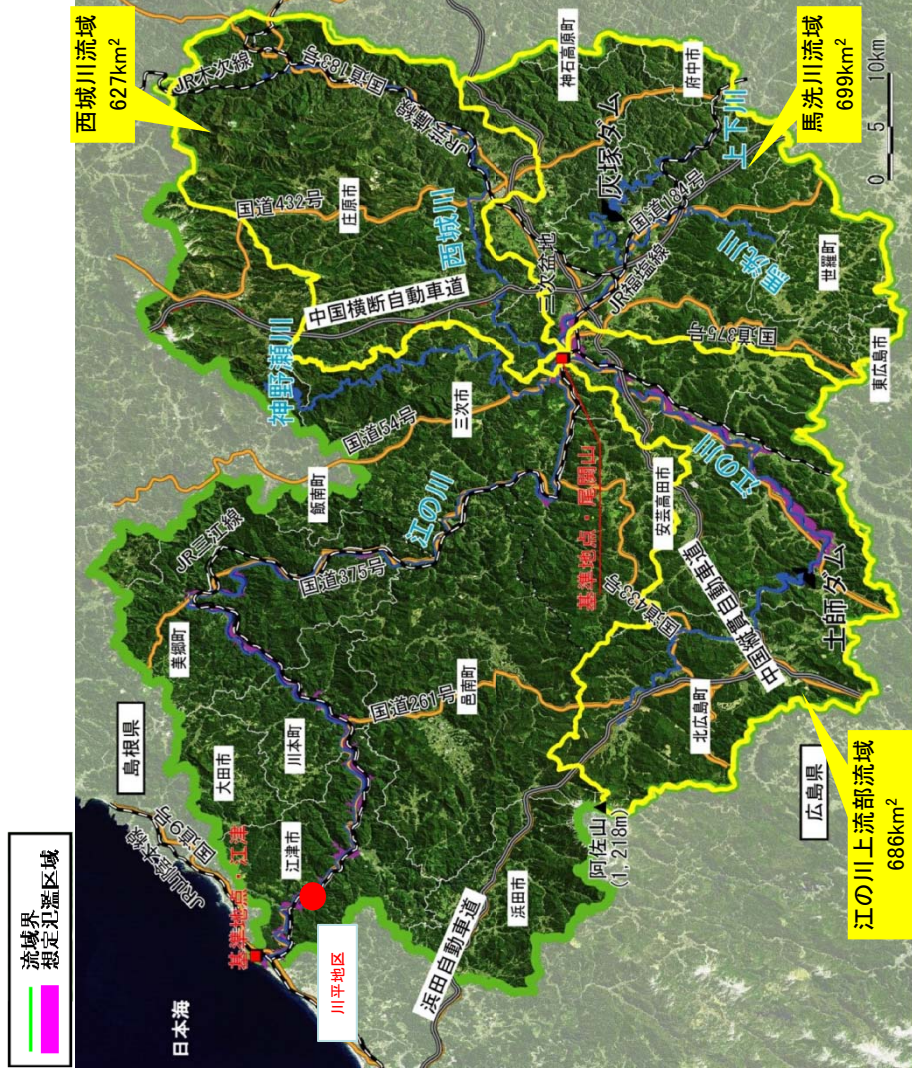 流域界
想定氾濫区域
西城川流域
627km²
JR木次線
国道183号
JR芸備線
国道432号
庄原市
西城川
神石高原町
府中市
灰塚ダム
上下川
馬洗川流域
699km²
0 5 10km
国道184号
三次盆地
JR福塩線
馬洗川
世羅町
中国横断自動車道
神野瀬川
国道54号
三次市
飯南町
国道375号
東広島市
江の川
基準地点・尾関山
安芸高田市
江の川
JR三江線
国道375号
美郷町
島根県
大田市
川本町
国道261号
邑南町
国道433号
中国縦貫自動車道
土師ダム
北広島町
江の川上流部流域
686km²
広島県
阿佐山
(1,218m)
浜田市
浜田自動車道
江津市
基準地点・江津
国道9号
JR山陰本線
川平地区
日本海